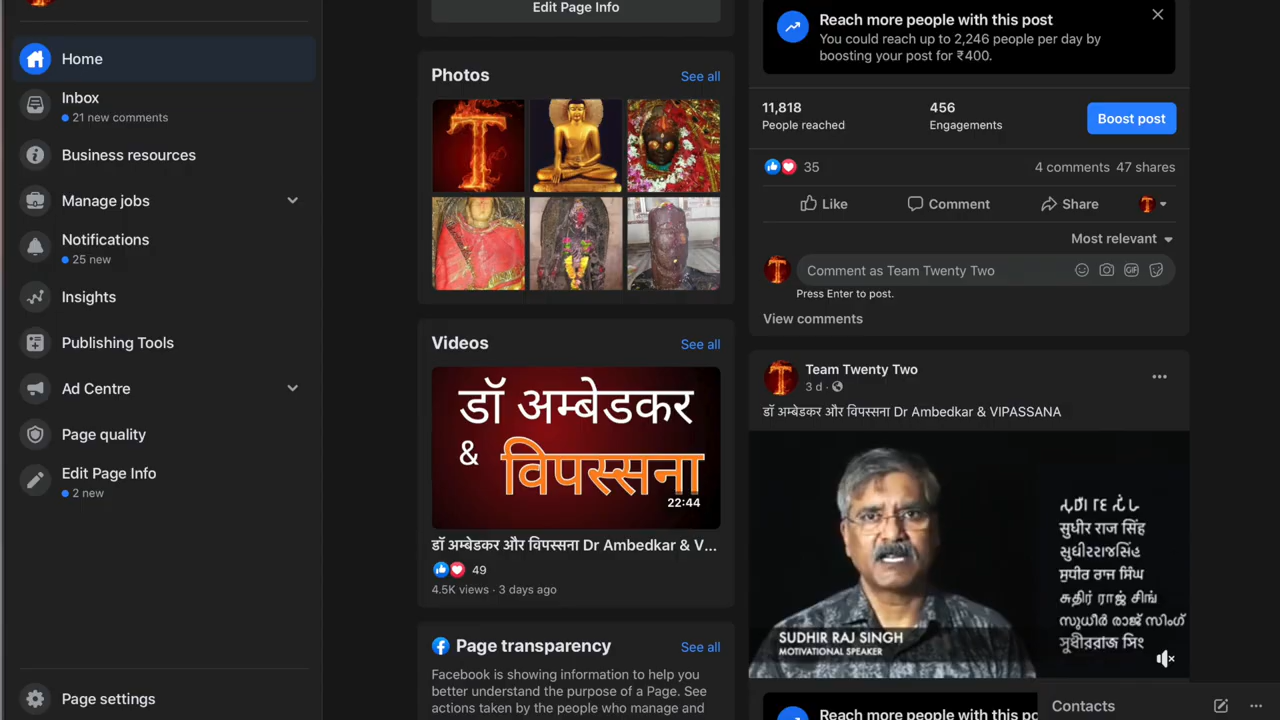 Home
Inbox
21 new comments
Business resources
Manage jobs
Notifications
25 new
Insights
Publishing Tools
Ad Centre
Page quality
Edit Page Info
2 new
Page settings
Edit Page Info
Photos
See all
T
Videos
See all
डॉ अम्बेडकर
&
विपस्सना
22:44
डॉ अम्बेडकर और विपस्सना Dr Ambedkar & V...
49
4.5K views · 3 days ago
Page transparency
See all
Facebook is showing information to help you
better understand the purpose of a Page. See
actions taken by the people who manage and
Reach more people with this post
You could reach up to 2,246 people per day by
boosting your post for ₹400.
11,818
People reached
456
Engagements
Boost post
35
4 comments 47 shares
Like
Comment
Share
Most relevant
Comment as Team Twenty Two
GIF
Press Enter to post.
View comments
Team Twenty Two
3 d ·
डॉ अम्बेडकर और विपस्सना Dr Ambedkar & VIPASSANA
सुधीर राज सिंह
SUDHIR RAJ SINGH
MOTIVATIONAL SPEAKER
Reach more people with this po
Contacts